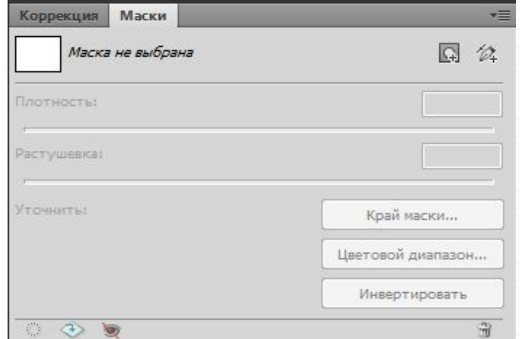 Коррекция Маски
Маска не выбрана
Плотность:
Растушевка:
Уточнить:
Край маски...
Цветовой диапазон...
Инвертировать